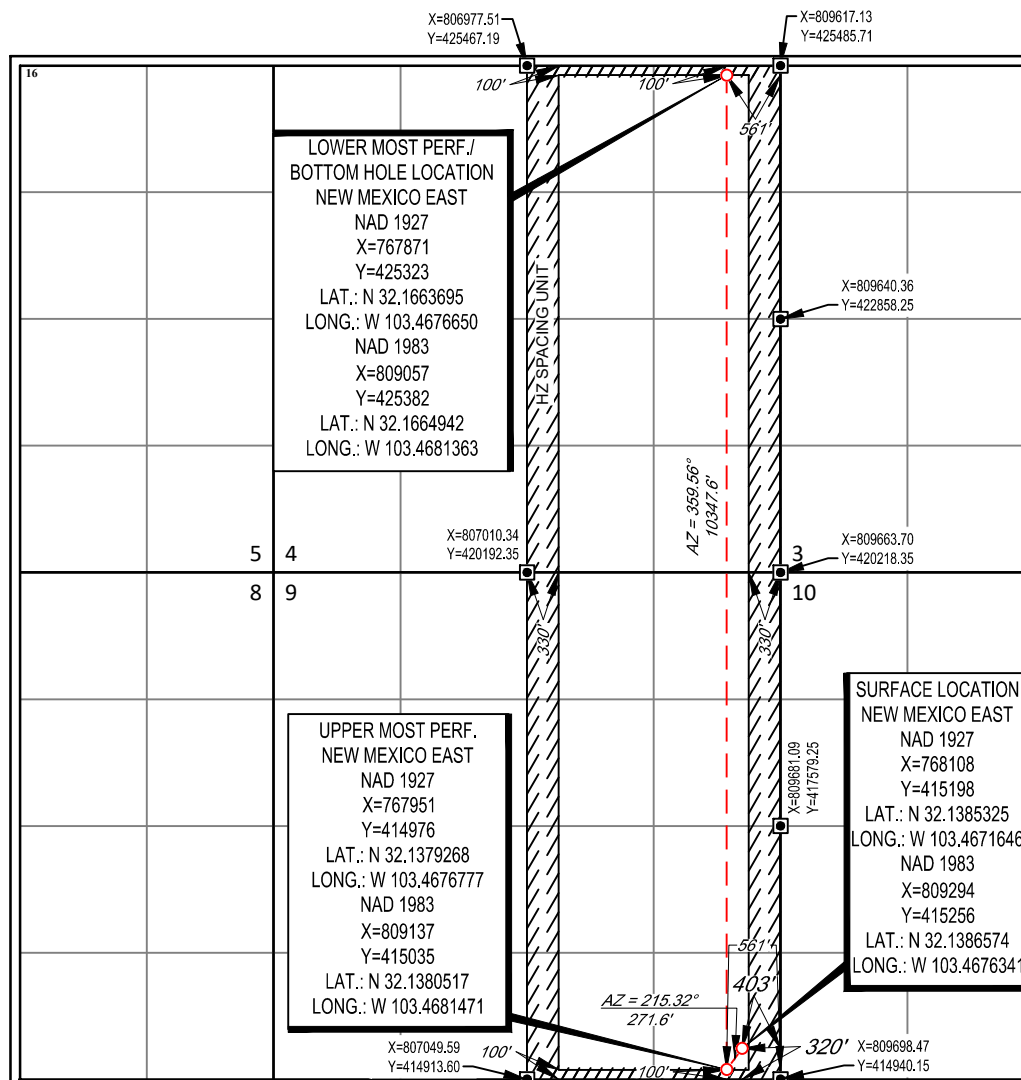 X=806977.51
Y=425467.19
X=809617.13
Y=425485.71
16
100'
100'
561'
LOWER MOST PERF./
BOTTOM HOLE LOCATION
NEW MEXICO EAST
NAD 1927
X=767871
Y=425323
LAT.: N 32.1663695
LONG.: W 103.4676650
NAD 1983
X=809057
Y=425382
LAT.: N 32.1664942
LONG.: W 103.4681363
HZ SPACING UNIT
X=809640.36
Y=422858.25
AZ = 359.56°
10347.6'
X=807010.34
Y=420192.35
X=809663.70
Y=420218.35
5 4
3
8 9
10
330'
330'
UPPER MOST PERF.
NEW MEXICO EAST
NAD 1927
X=767951
Y=414976
LAT.: N 32.1379268
LONG.: W 103.4676777
NAD 1983
X=809137
Y=415035
LAT.: N 32.1380517
LONG.: W 103.4681471
X=809681.09
Y=417579.25
SURFACE LOCATION
NEW MEXICO EAST
NAD 1927
X=768108
Y=415198
LAT.: N 32.1385325
LONG.: W 103.4671646
NAD 1983
X=809294
Y=415256
LAT.: N 32.1386574
LONG.: W 103.4676341
561'
403'
AZ = 215.32°
271.6'
320'
X=807049.59
Y=414913.60
100'
100'
X=809698.47
Y=414940.15